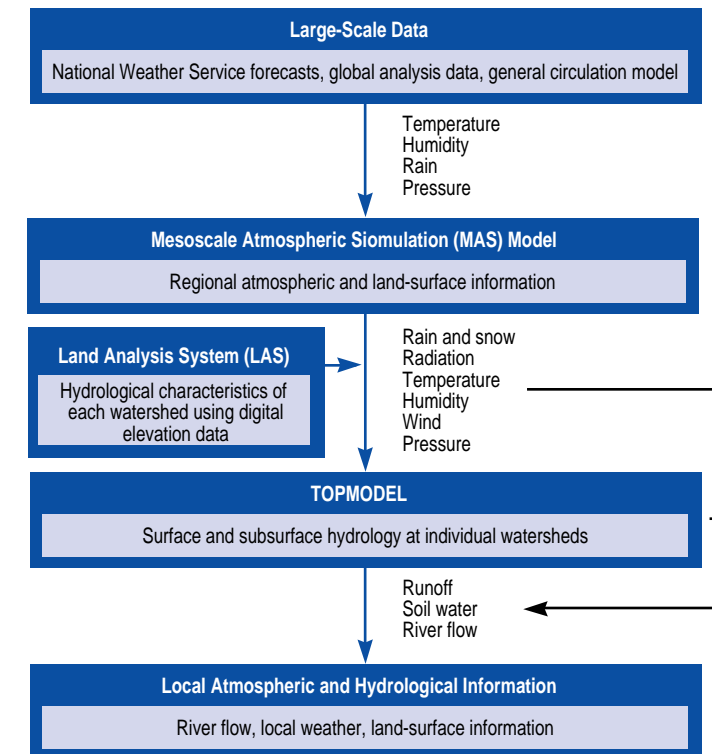 Large-Scale Data
National Weather Service forecasts, global analysis data, general circulation model
Temperature
Humidity
Rain
Pressure
Mesoscale Atmospheric Siomulation (MAS) Model
Regional atmospheric and land-surface information
Land Analysis System (LAS)
Hydrological characteristics of
each watershed using digital
elevation data
Rain and snow
Radiation
Temperature
Humidity
Wind
Pressure
TOPMODEL
Surface and subsurface hydrology at individual watersheds
Runoff
Soil water
River flow
Local Atmospheric and Hydrological Information
River flow, local weather, land-surface information